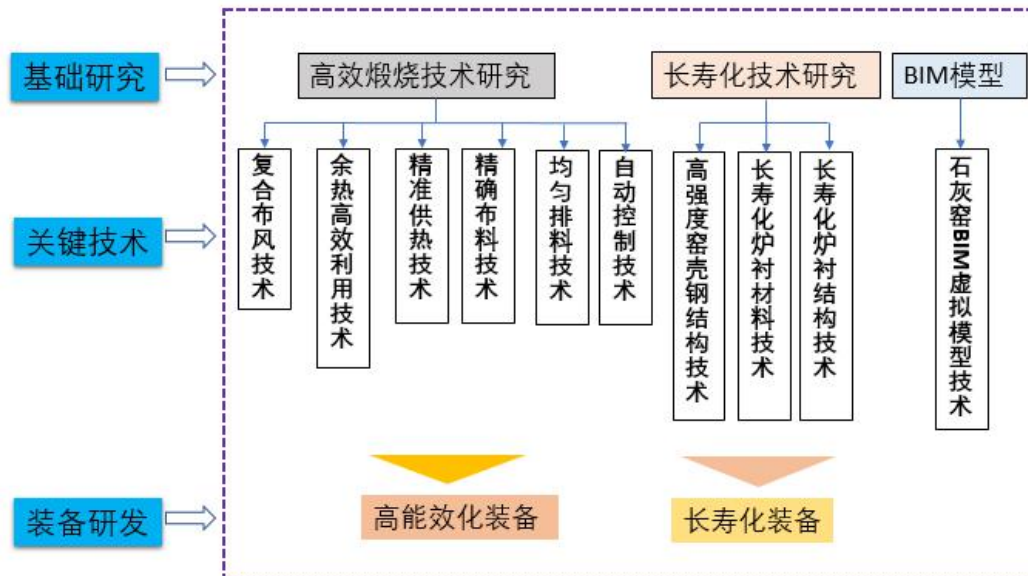 基础研究
高效煅烧技术研究
长寿化技术研究
BIM模型
关键技术
复合布风技术
余热高效利用技术
精准供热技术
精确布料技术
均匀排料技术
自动控制技术
高强度窑壳钢结构技术
长寿化炉衬材料技术
长寿化炉衬结构技术
石灰窑BIM虚拟模型技术
装备研发
高能效化装备
长寿化装备